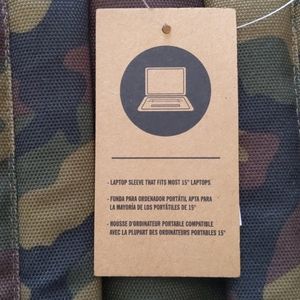 - LAPTOP SLEEVE THAT FITS MOST 15" LAPTOPS
- FUNDA PARA ORDENADOR PORTÁTIL APTA PARA
LA MAYORÍA DE LOS PORTÁTILES DE 15"
- HOUSSE D'ORDINATEUR PORTABLE COMPATIBLE
AVEC LA PLUPART DES ORDINATEURS PORTABLES 15"